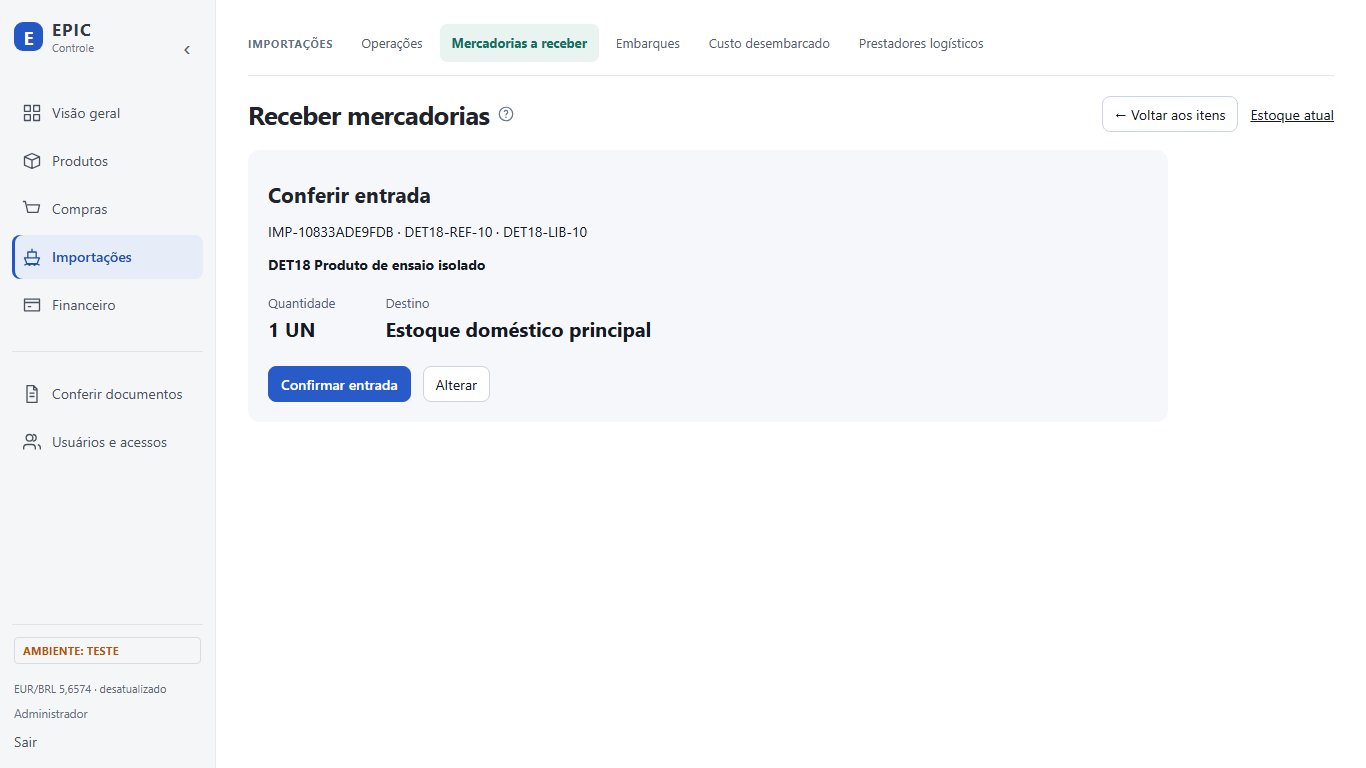 E
EPIC
Controle
Visão geral
Produtos
Compras
Importações
Financeiro
Conferir documentos
Usuários e acessos
AMBIENTE: TESTE
EUR/BRL 5,6574 · desatualizado
Administrador
Sair
IMPORTAÇÕES Operações Mercadorias a receber Embarques Custo desembarcado Prestadores logísticos
Receber mercadorias ?
← Voltar aos itens Estoque atual
Conferir entrada
IMP-10833ADE9FDB · DET18-REF-10 · DET18-LIB-10
DET18 Produto de ensaio isolado
Quantidade Destino
1 UN Estoque doméstico principal
Confirmar entrada Alterar